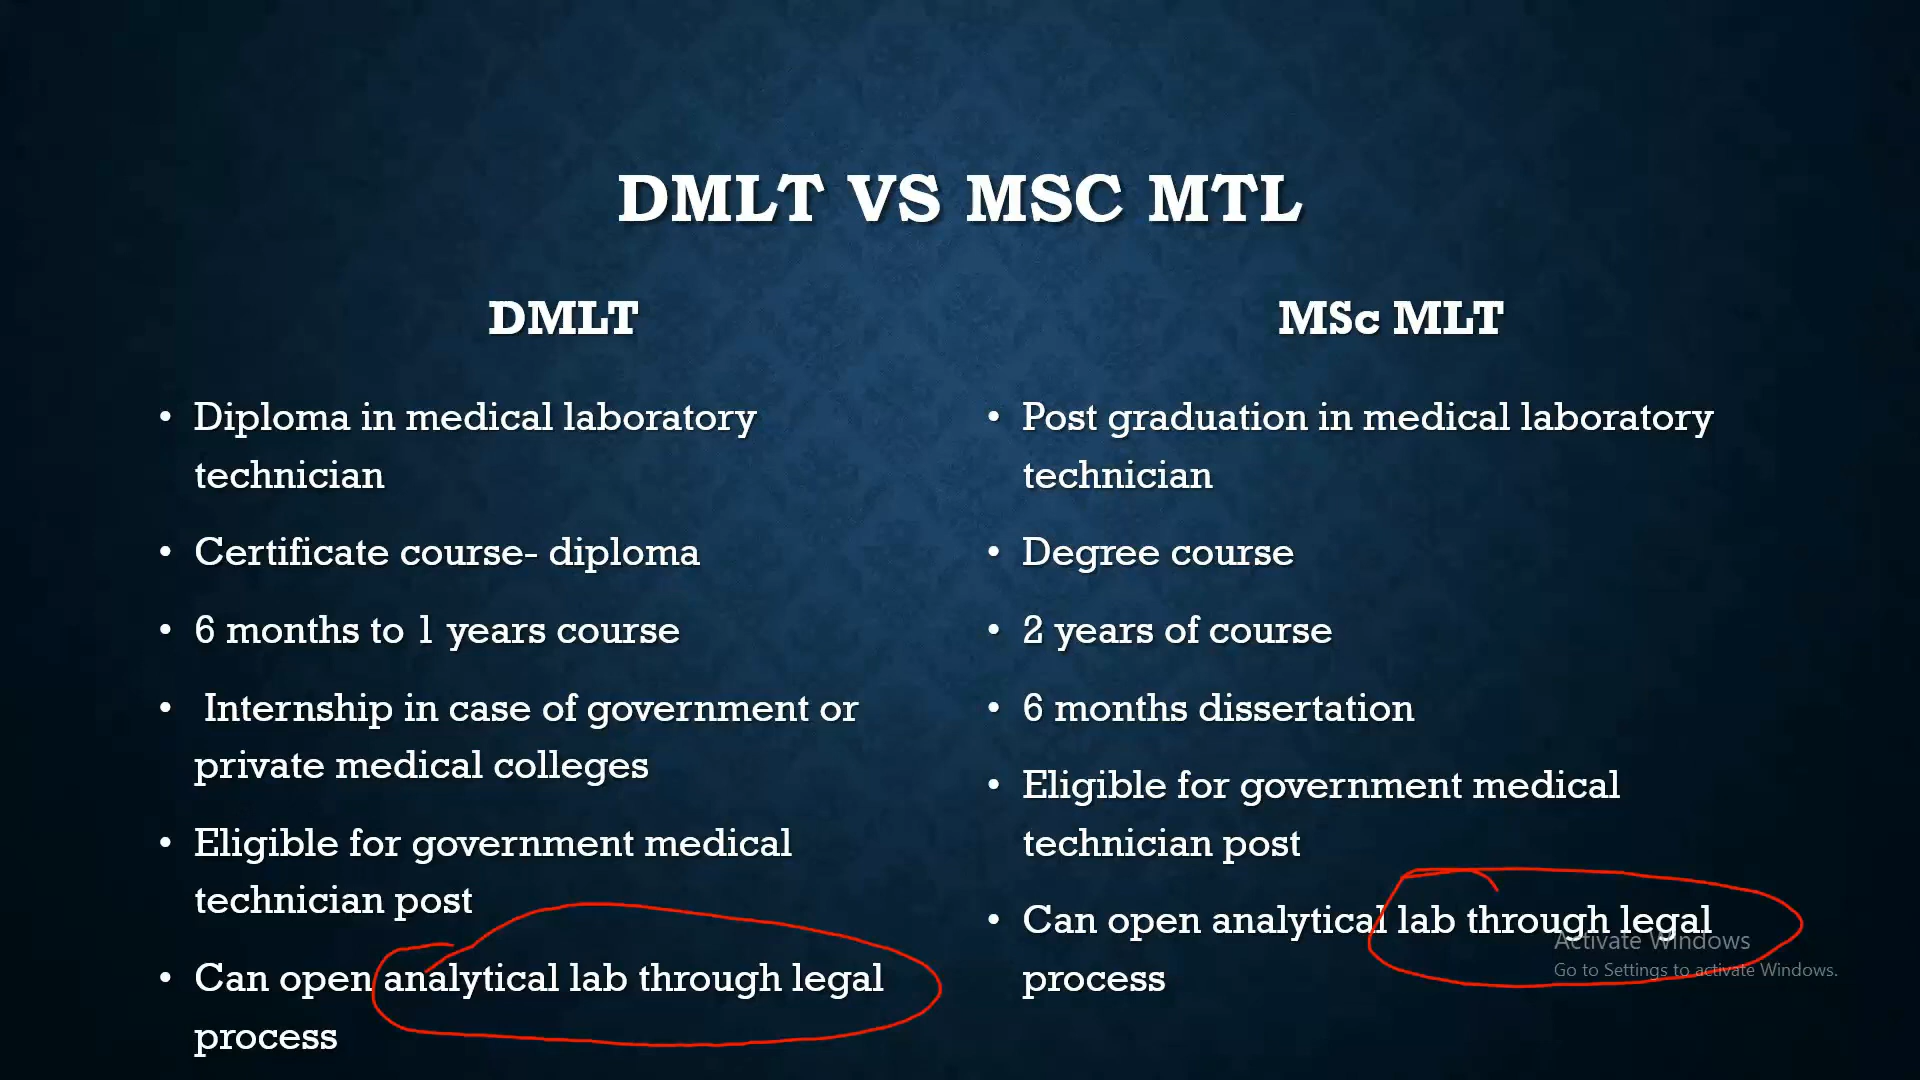 DMLT VS MSC MTL
DMLT
• Diploma in medical laboratory
technician
• Certificate course- diploma
• 6 months to 1 years course
• Internship in case of government or
private medical colleges
• Eligible for government medical
technician post
• Can open analytical lab through legal
process
MSc MLT
• Post graduation in medical laboratory
technician
• Degree course
• 2 years of course
• 6 months dissertation
• Eligible for government medical
technician post
• Can open analytical lab through legal
process
Activate Windows
Go to Settings to activate Windows.